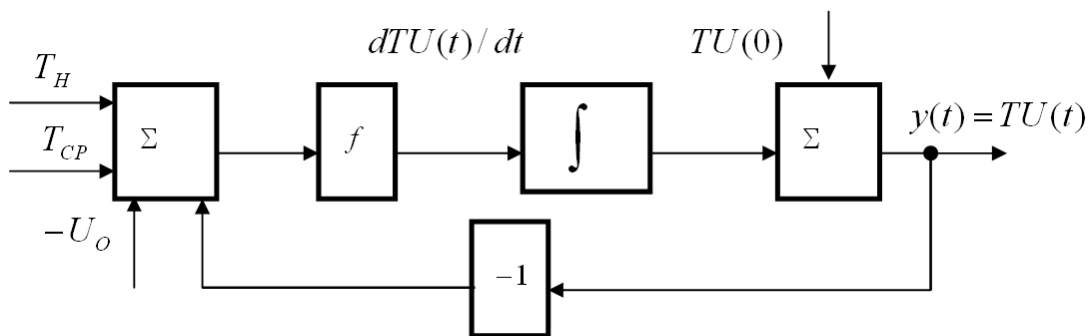 dTU(t)/dt
TU(0)
T_H
y(t) = TU(t)
Σ
f
∫
Σ
T_CP
-U_O
-1